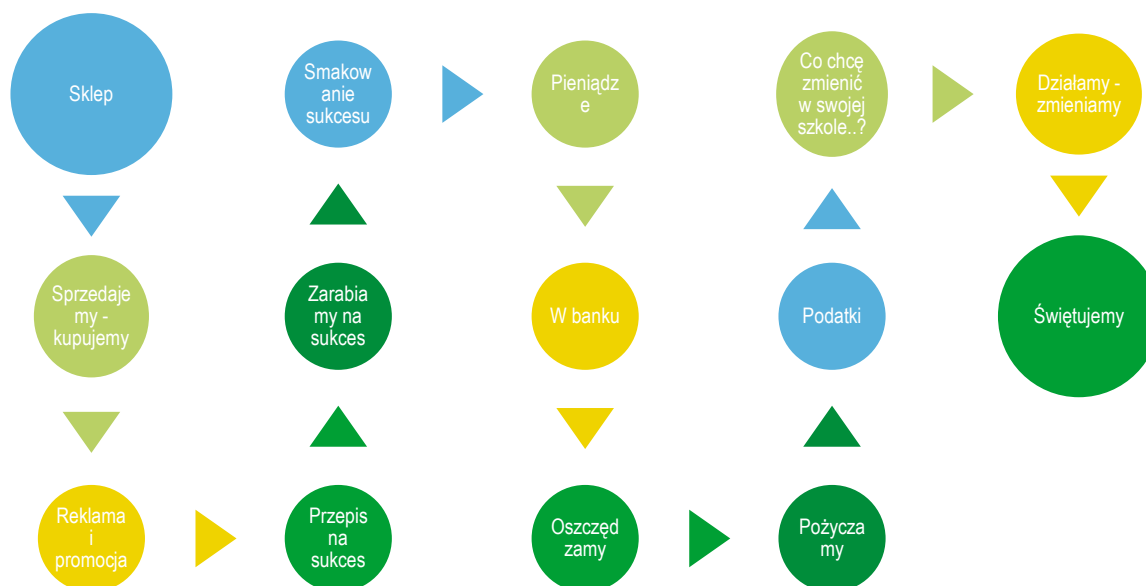 Sklep
Sprzedaje
my -
kupujemy
Reklama
i
promocja
Przepis
na
sukces
Zarabia
my na
sukces
Smakow
anie
sukcesu
Pieniądz
e
W banku
Oszczęd
zamy
Pożycza
my
Podatki
Co chcę
zmienić
w swojej
szkole..?
Działamy -
zmieniamy
Świętujemy